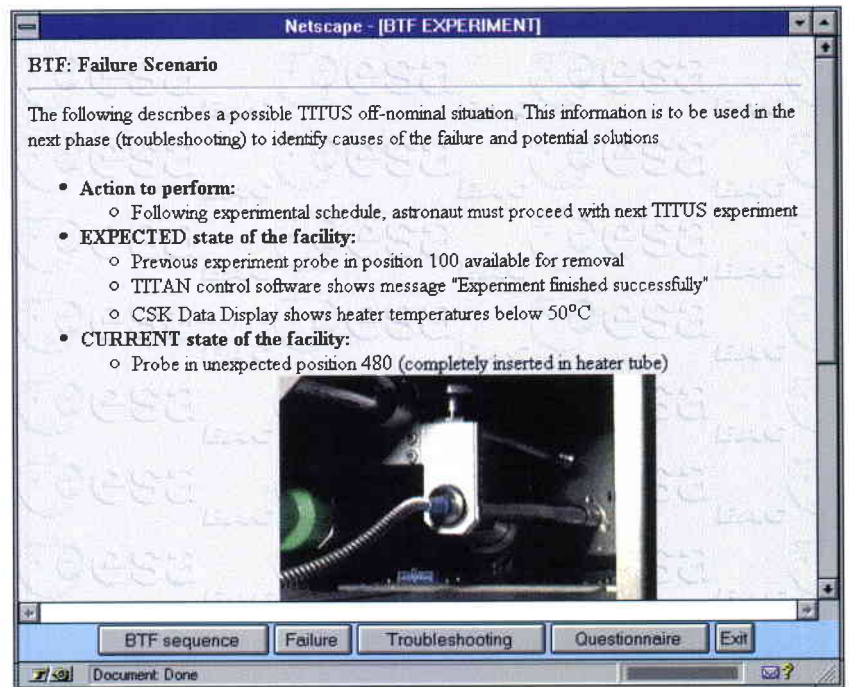 Netscape - [BTF EXPERIMENT]
BTF: Failure Scenario
The following describes a possible TITUS off-nominal situation. This information is to be used in the
next phase (troubleshooting) to identify causes of the failure and potential solutions
• Action to perform:
○ Following experimental schedule, astronaut must proceed with next TITUS experiment
• EXPECTED state of the facility:
○ Previous experiment probe in position 100 available for removal
○ TITAN control software shows message "Experiment finished successfully"
○ CSK Data Display shows heater temperatures below 50°C
• CURRENT state of the facility:
○ Probe in unexpected position 480 (completely inserted in heater tube)
BTF sequence Failure Troubleshooting Questionnaire Exit
Document: Done